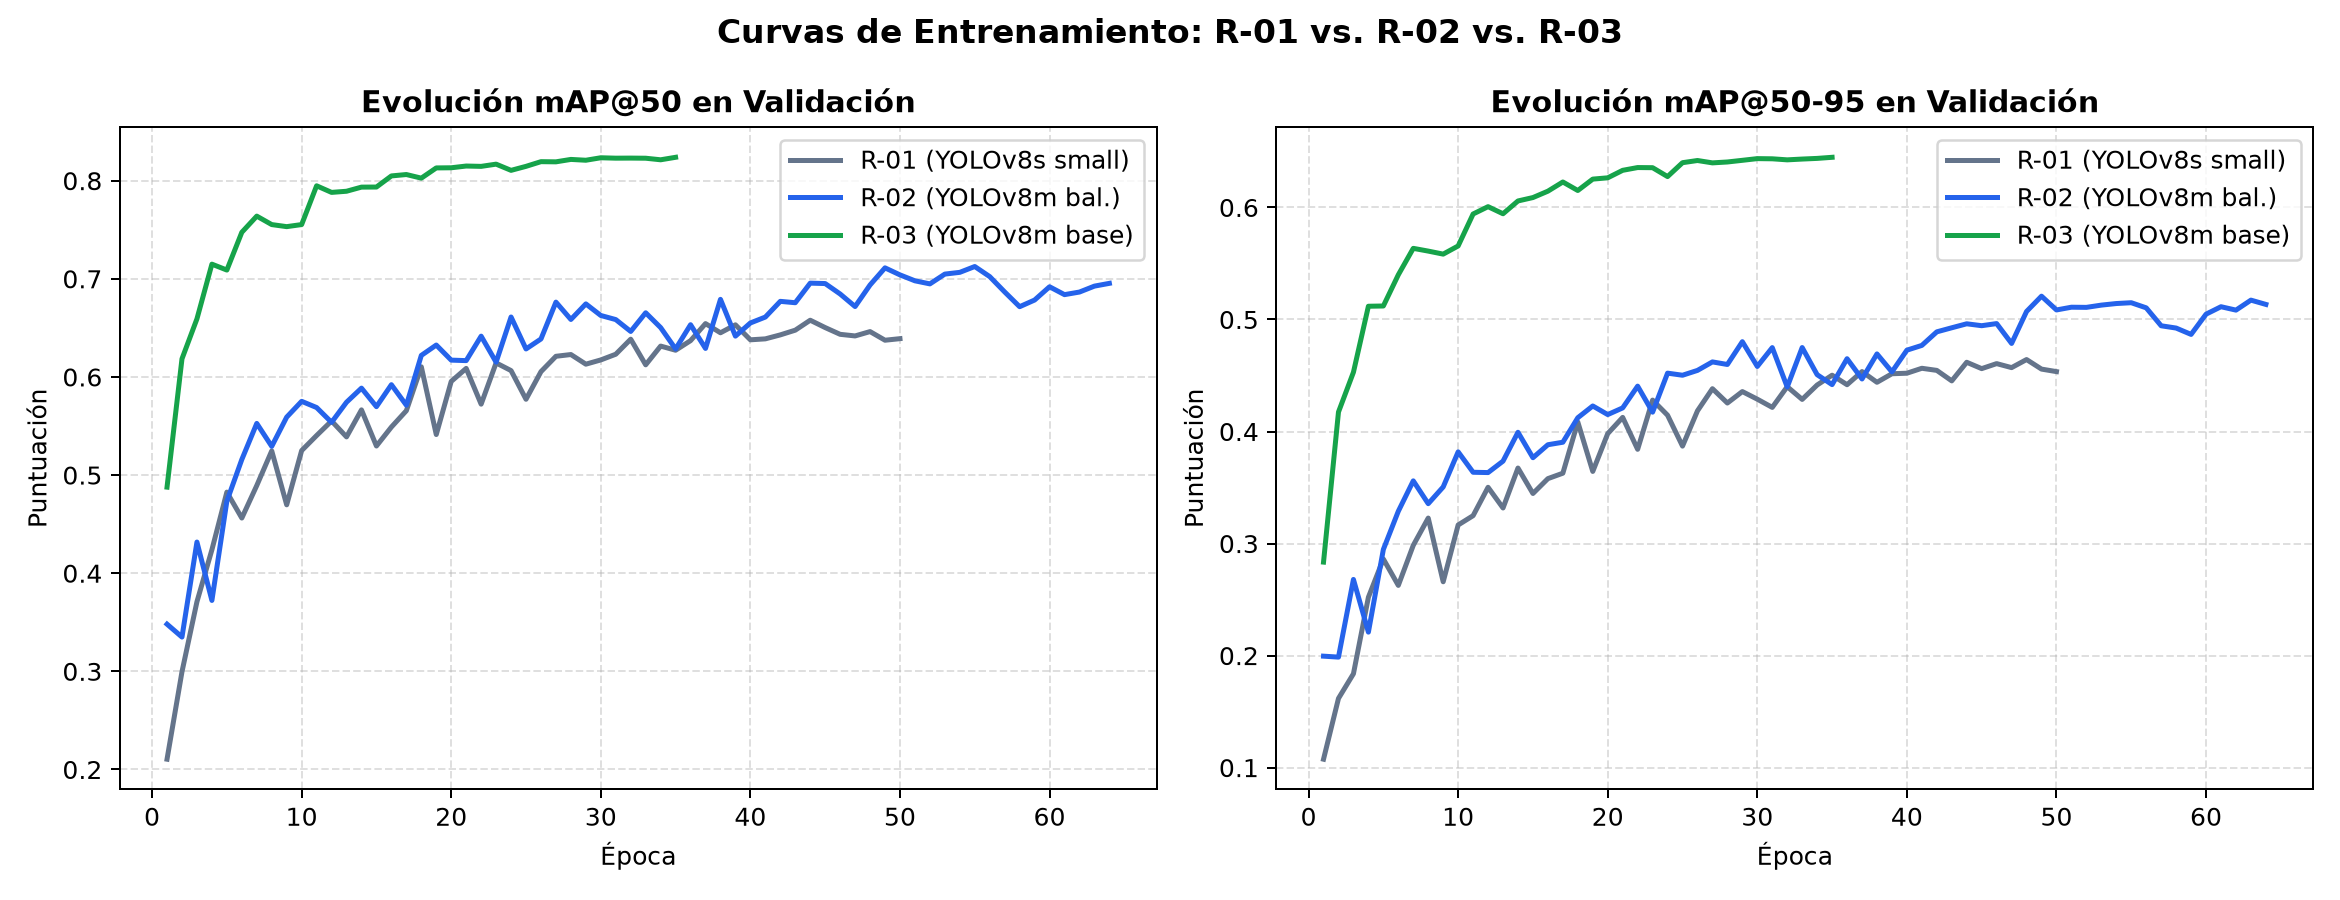 Curvas de Entrenamiento: R-01 vs. R-02 vs. R-03
Evolución mAP@50 en Validación
R-01 (YOLOv8s small)
R-02 (YOLOv8m bal.)
R-03 (YOLOv8m base)
Puntuación
0.8
0.7
0.6
0.5
0.4
0.3
0.2
0 10 20 30 40 50 60
Época
Evolución mAP@50-95 en Validación
R-01 (YOLOv8s small)
R-02 (YOLOv8m bal.)
R-03 (YOLOv8m base)
Puntuación
0.6
0.5
0.4
0.3
0.2
0.1
0 10 20 30 40 50 60
Época